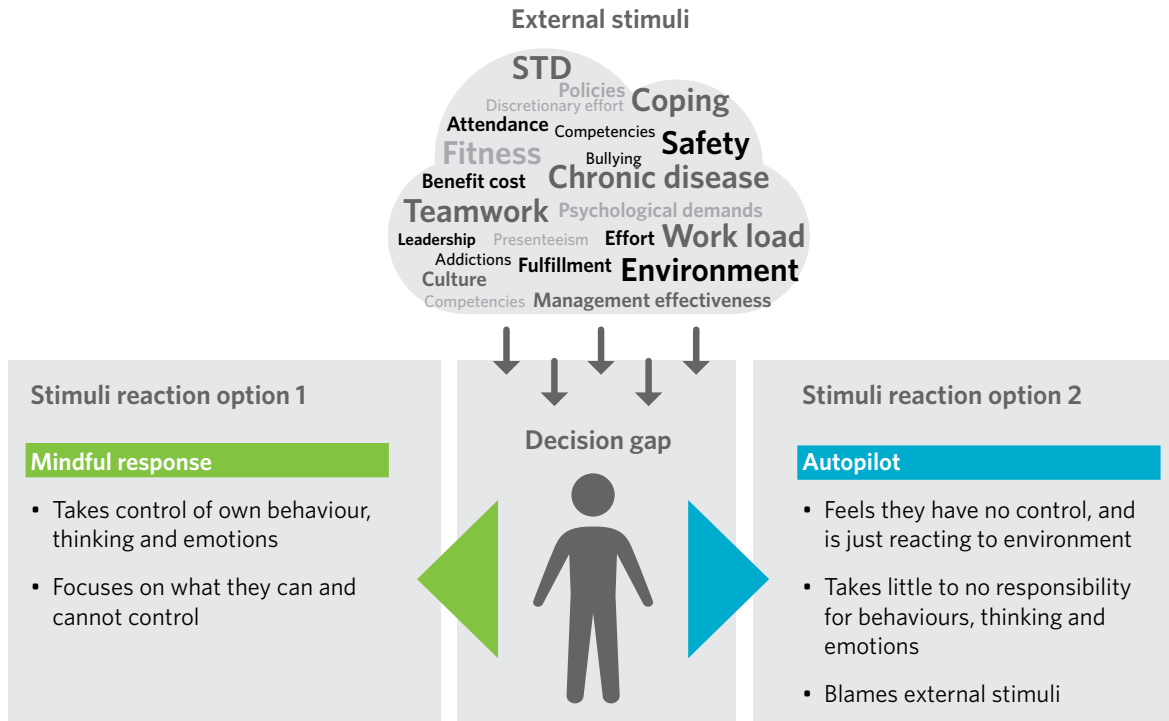 External stimuli
STD
Policies
Discretionary effort
Coping
Attendance
Competencies
Safety
Fitness
Bullying
Benefit cost
Chronic disease
Teamwork
Psychological demands
Leadership
Presenteeism
Effort
Work load
Addictions
Fulfillment
Environment
Culture
Competencies
Management effectiveness
Stimuli reaction option 1
Mindful response
• Takes control of own behaviour,
thinking and emotions
• Focuses on what they can and
cannot control
Decision gap
Stimuli reaction option 2
Autopilot
• Feels they have no control, and
is just reacting to environment
• Takes little to no responsibility
for behaviours, thinking and
emotions
• Blames external stimuli